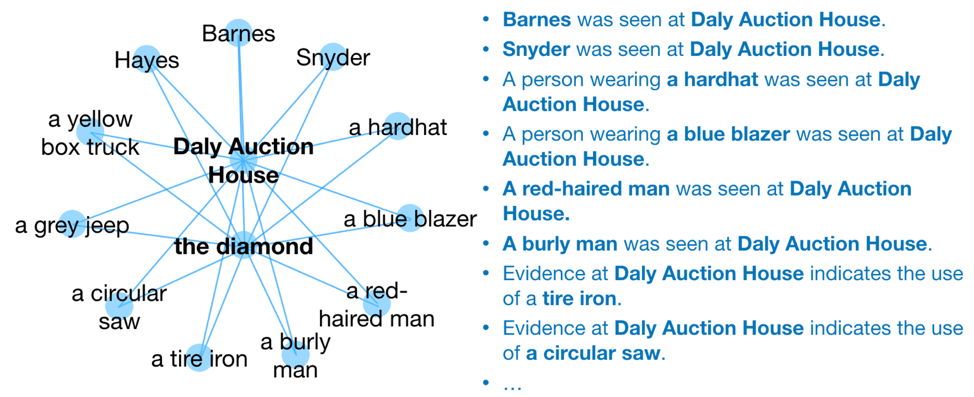 Barnes
Hayes
Snyder
a yellow
box truck
a hardhat
Daly Auction
House
a grey jeep
a blue blazer
the diamond
a circular
saw
a red-
haired man
a tire iron
a burly
man
• Barnes was seen at Daly Auction House.
• Snyder was seen at Daly Auction House.
• A person wearing a hardhat was seen at Daly
Auction House.
• A person wearing a blue blazer was seen at Daly
Auction House.
• A red-haired man was seen at Daly Auction
House.
• A burly man was seen at Daly Auction House.
• Evidence at Daly Auction House indicates the use
of a tire iron.
• Evidence at Daly Auction House indicates the use
of a circular saw.
• …